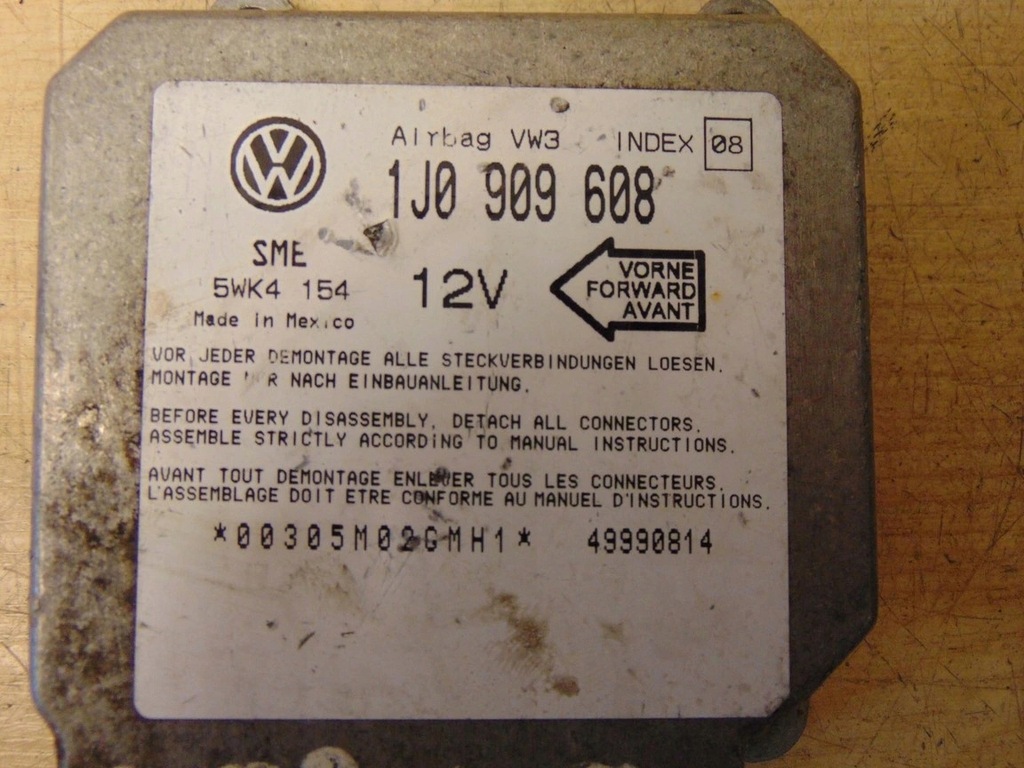 Airbag VW3 INDEX 08
1J0 909 608
SME
5WK4 154
Made in Mexico
12V
VORNE
FORWARD
AVANT
VOR JEDER DEMONTAGE ALLE STECKVERBINDUNGEN LOESEN.
MONTAGE NACH EINBAUANLEITUNG.
BEFORE EVERY DISASSEMBLY, DETACH ALL CONNECTORS.
ASSEMBLE STRICTLY ACCORDING TO MANUAL INSTRUCTIONS.
AVANT TOUT DEMONTAGE ENLEVER TOUS LES CONNECTEURS.
L'ASSEMBLAGE DOIT ETRE CONFORME AU MANUEL D'INSTRUCTIONS.
*00305M02GMH1* 49990814